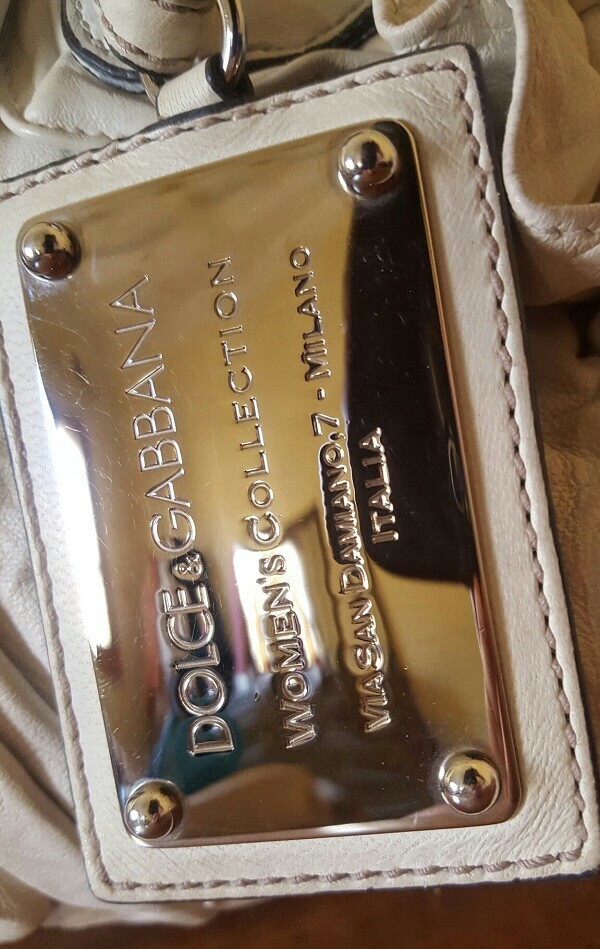 DOLCE & GABBANA
WOMEN'S COLLECTION
VIA SAN DAMIANO, 7 - MILANO
ITALIA